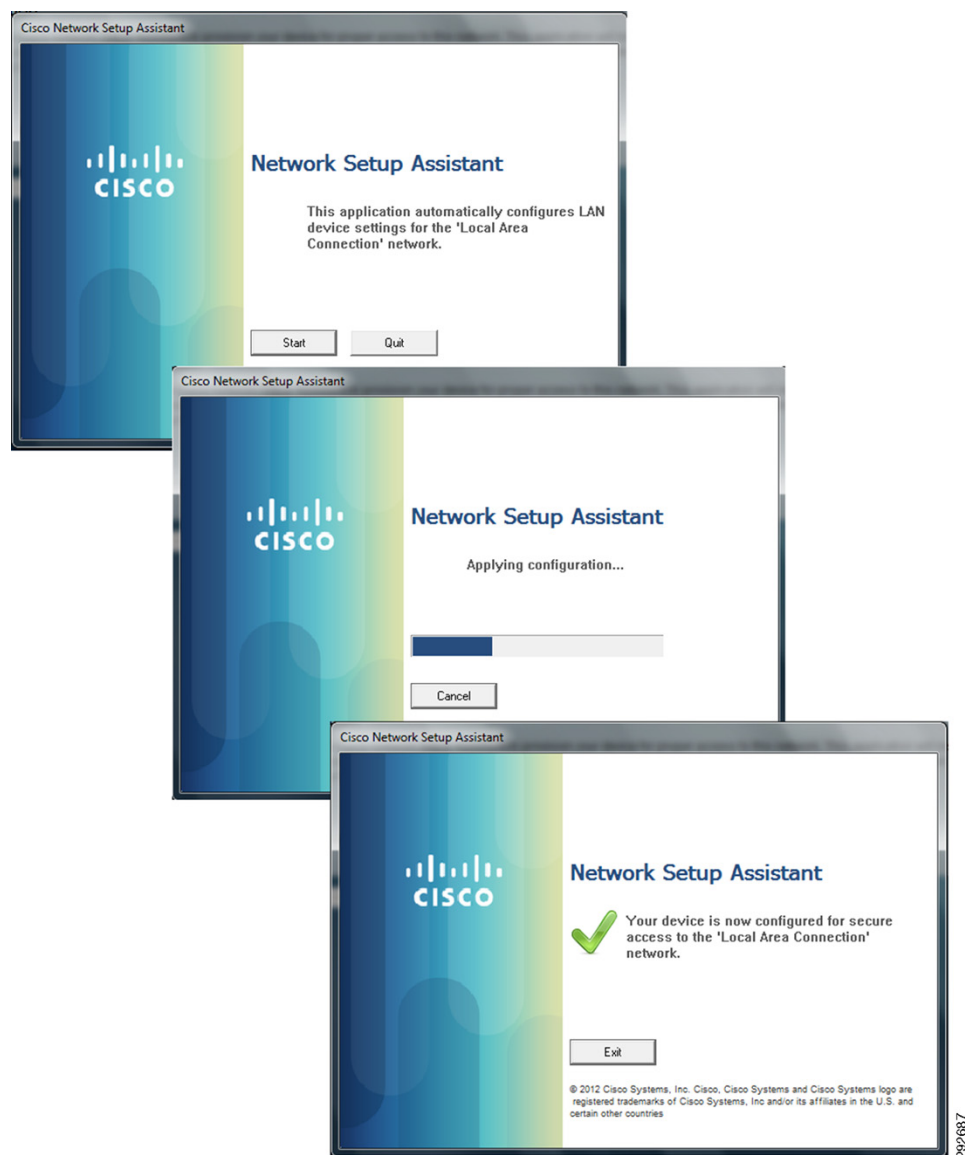 Cisco Network Setup Assistant
CISCO
Network Setup Assistant
This application automatically configures LAN
device settings for the 'Local Area
Connection' network.
Start
Quit
Cisco Network Setup Assistant
CISCO
Network Setup Assistant
Applying configuration...
Cancel
Cisco Network Setup Assistant
CISCO
Network Setup Assistant
Your device is now configured for secure
access to the 'Local Area Connection'
network.
Exit
© 2012 Cisco Systems, Inc. Cisco, Cisco Systems and Cisco Systems logo are
registered trademarks of Cisco Systems, Inc and/or its affiliates in the U.S. and
certain other countries
292687